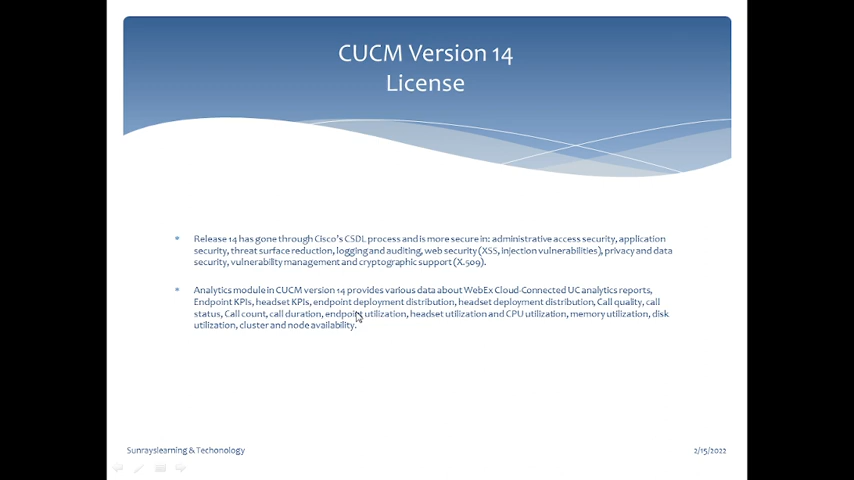 CUCM Version 14
License
Release 14 has gone through Cisco's CSDL process and is more secure in: administrative access security, application
security, threat surface reduction, logging and auditing, web security (XSS, injection vulnerabilities), privacy and data
security, vulnerability management and cryptographic support (X.509).
Analytics module in CUCM version 14 provides various data about WebEx Cloud-Connected UC analytics reports,
Endpoint KPIs, headset KPIs, endpoint deployment distribution, headset deployment distribution, Call quality, call
status, Call count, call duration, endpoint utilization, headset utilization and CPU utilization, memory utilization, disk
utilization, cluster and node availability.
Sunrayslearning & Techonology
2/15/2022